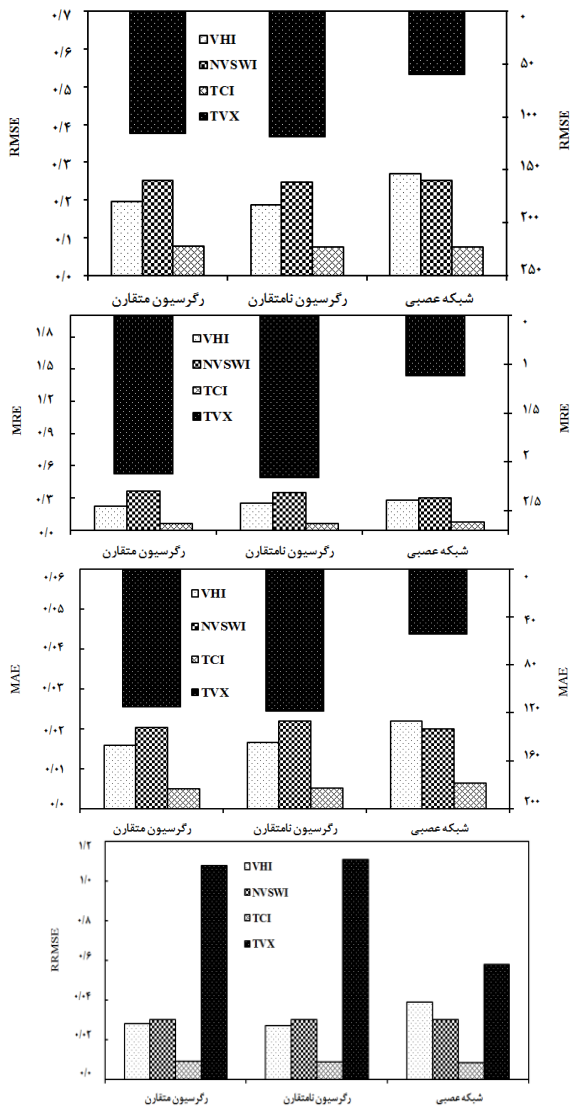 RMSE
۰/۷
۰/۶
۰/۵
۰/۴
۰/۳
۰/۲
۰/۱
۰/۰
VHI
NVSWI
TCI
TVX
۰
۵۰
۱۰۰
۱۵۰
۲۰۰
۲۵۰
RMSE
رگرسیون متقارن
رگرسیون نامتقارن
شبکه عصبی
MRE
۱/۸
۱/۵
۱/۲
۰/۹
۰/۶
۰/۳
۰/۰
VHI
NVSWI
TCI
TVX
۰
۱
۱/۵
۲
۲/۵
MRE
رگرسیون متقارن
رگرسیون نامتقارن
شبکه عصبی
MAE
۰/۰۶
۰/۰۵
۰/۰۴
۰/۰۳
۰/۰۲
۰/۰۱
۰/۰
VHI
NVSWI
TCI
TVX
۰
۴۰
۸۰
۱۲۰
۱۶۰
۲۰۰
MAE
رگرسیون متقارن
رگرسیون نامتقارن
شبکه عصبی
RRMSE
۱/۲
۱/۰
۰/۸
۰/۶
۰/۰۴
۰/۰۲
۰/۰
VHI
NVSWI
TCI
TVX
رگرسیون متقارن
رگرسیون نامتقارن
شبکه عصبی